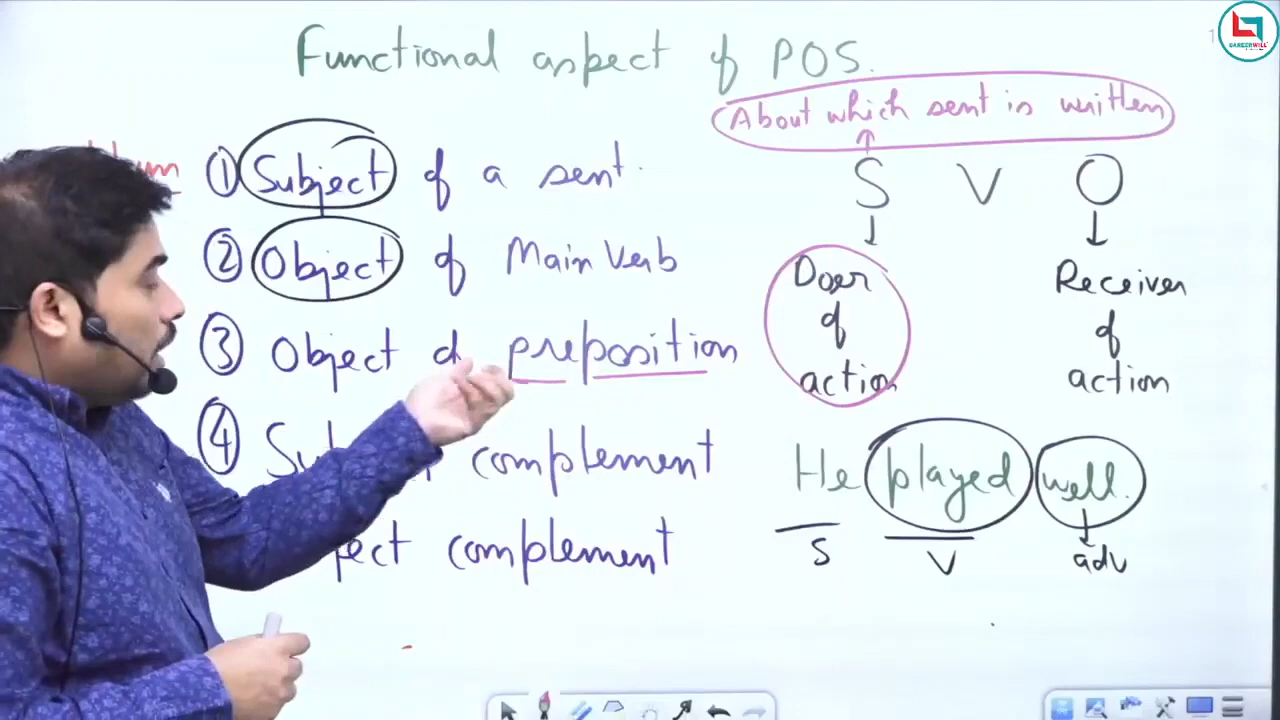 Functional aspect of POS.
About which sent is written
① Subject of a sent.
② Object of Main Verb
③ Object of preposition
④ complement
complement
S V O
Doer
of
action
Receiver
of
action
He played well.
S V adv
CAREERWILL